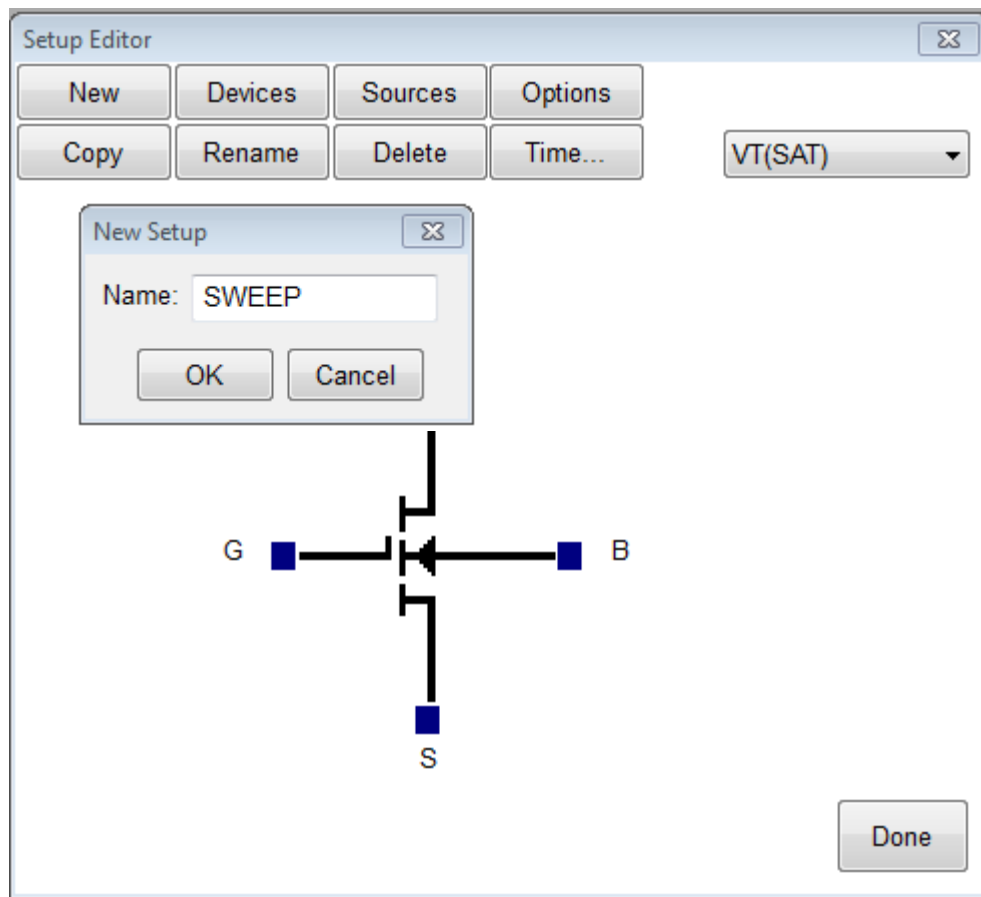 Setup Editor
New Devices Sources Options
Copy Rename Delete Time... VT(SAT)
New Setup
Name: SWEEP
OK Cancel
G B
S
Done